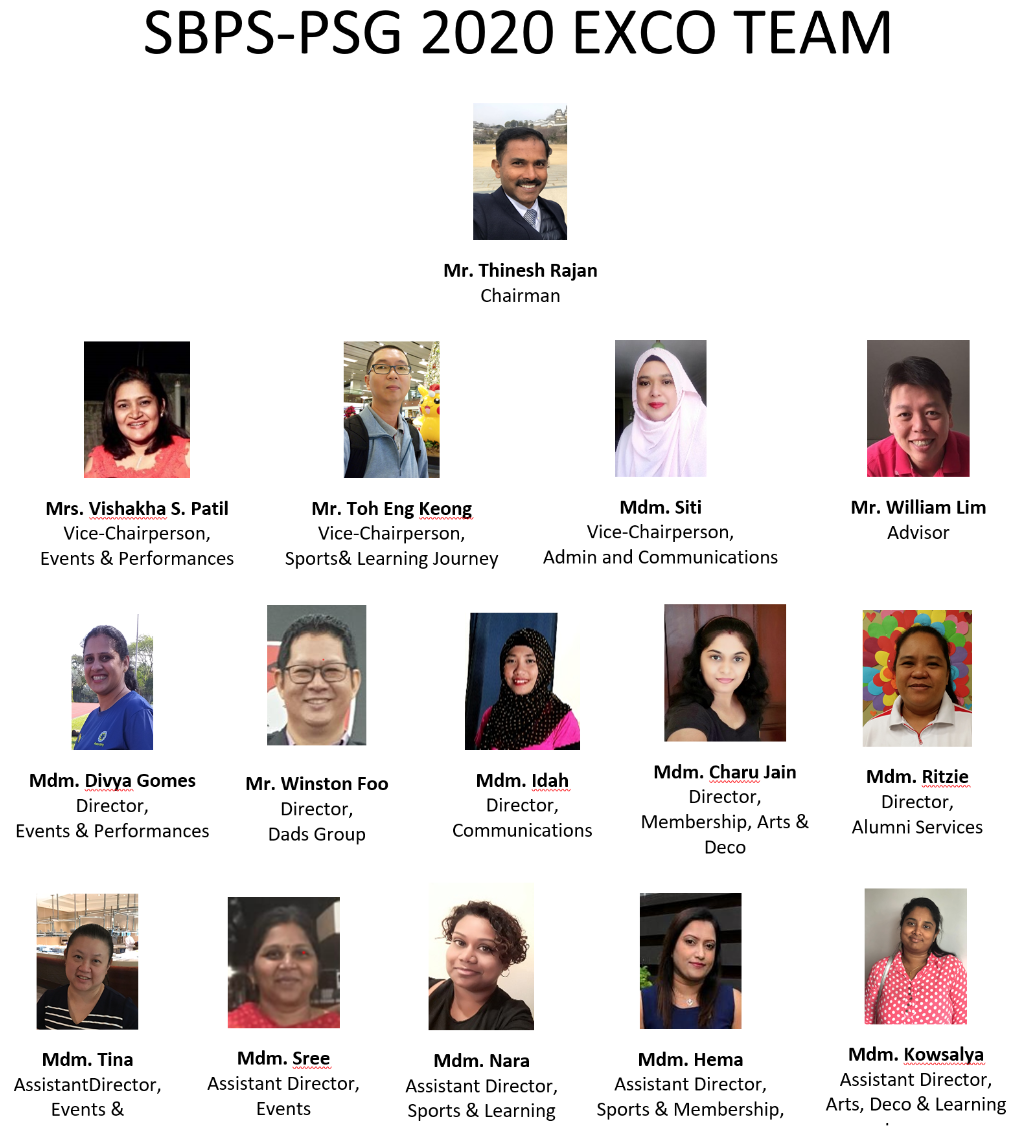 SBPS-PSG 2020 EXCO TEAM
Mr. Thinesh Rajan
Chairman
Mrs. Vishakha S. Patil
Vice-Chairperson,
Events & Performances
Mr. Toh Eng Keong
Vice-Chairperson,
Sports& Learning Journey
Mdm. Siti
Vice-Chairperson,
Admin and Communications
Mr. William Lim
Advisor
Mdm. Divya Gomes
Director,
Events & Performances
Mr. Winston Foo
Director,
Dads Group
Mdm. Idah
Director,
Communications
Mdm. Charu Jain
Director,
Membership, Arts &
Deco
Mdm. Ritzie
Director,
Alumni Services
Mdm. Tina
AssistantDirector,
Events &
Mdm. Sree
Assistant Director,
Events
Mdm. Nara
Assistant Director,
Sports & Learning
Mdm. Hema
Assistant Director,
Sports & Membership,
Mdm. Kowsalya
Assistant Director,
Arts, Deco & Learning